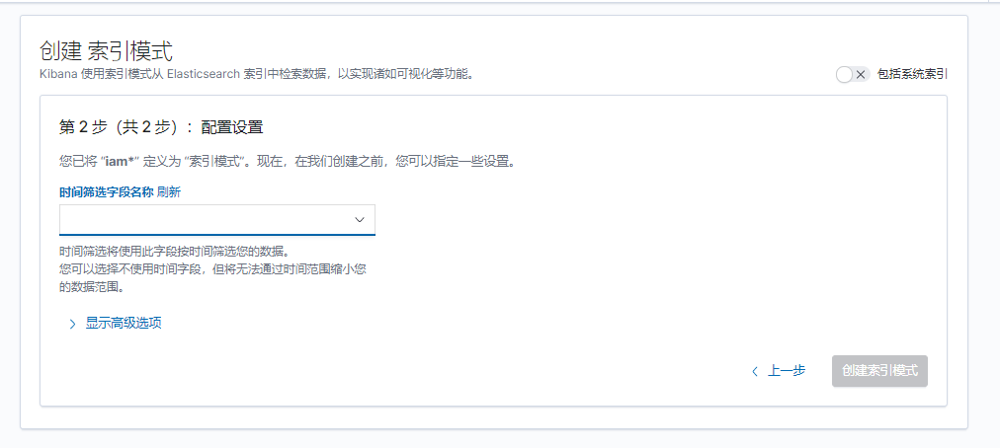 创建 索引模式
Kibana 使用索引模式从 Elasticsearch 索引中检索数据，以实现诸如可视化等功能。
包括系统索引
第 2 步（共 2 步）：配置设置
您已将 “iam*” 定义为 “索引模式”。现在，在我们创建之前，您可以指定一些设置。
时间筛选字段名称 刷新
时间筛选将使用此字段按时间筛选您的数据。
您可以选择不使用时间字段，但将无法通过时间范围缩小您
的数据范围。
显示高级选项
上一步
创建索引模式